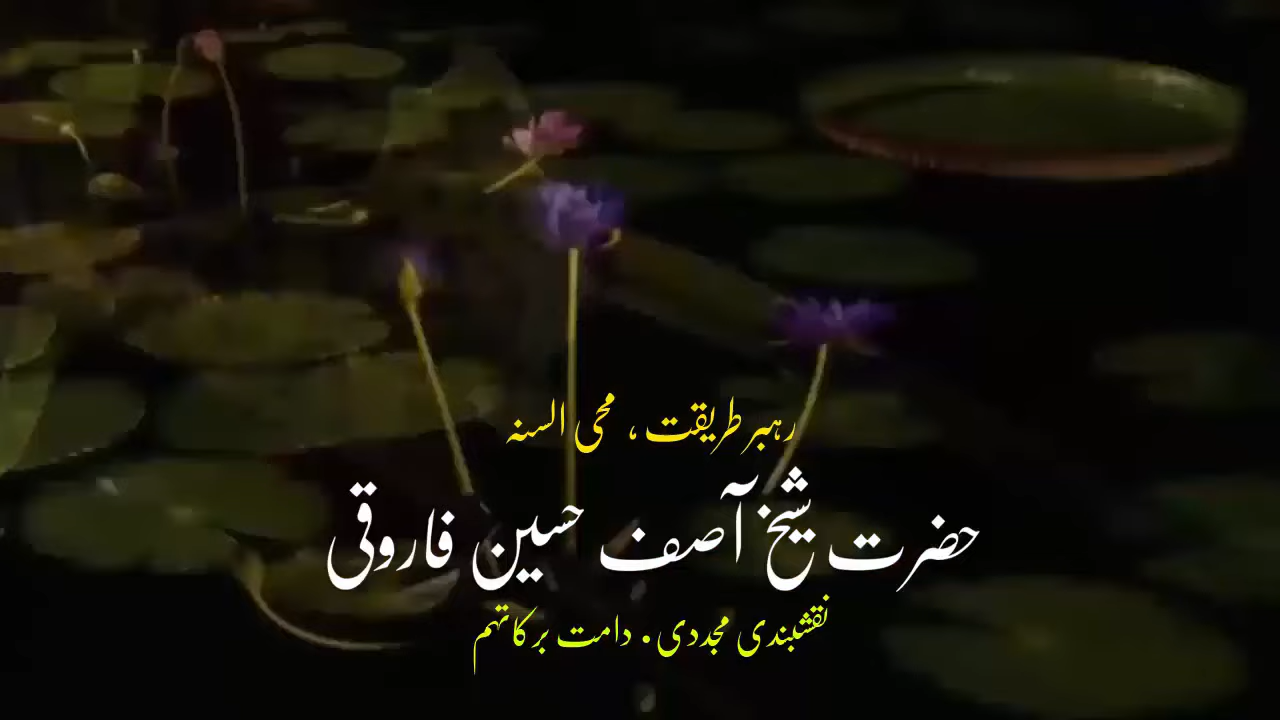 رہبر طریقت ، محی السنہ
حضرت شیخ آصف حسین فاروقی
نقشبندی مجددی . دامت برکاتہم